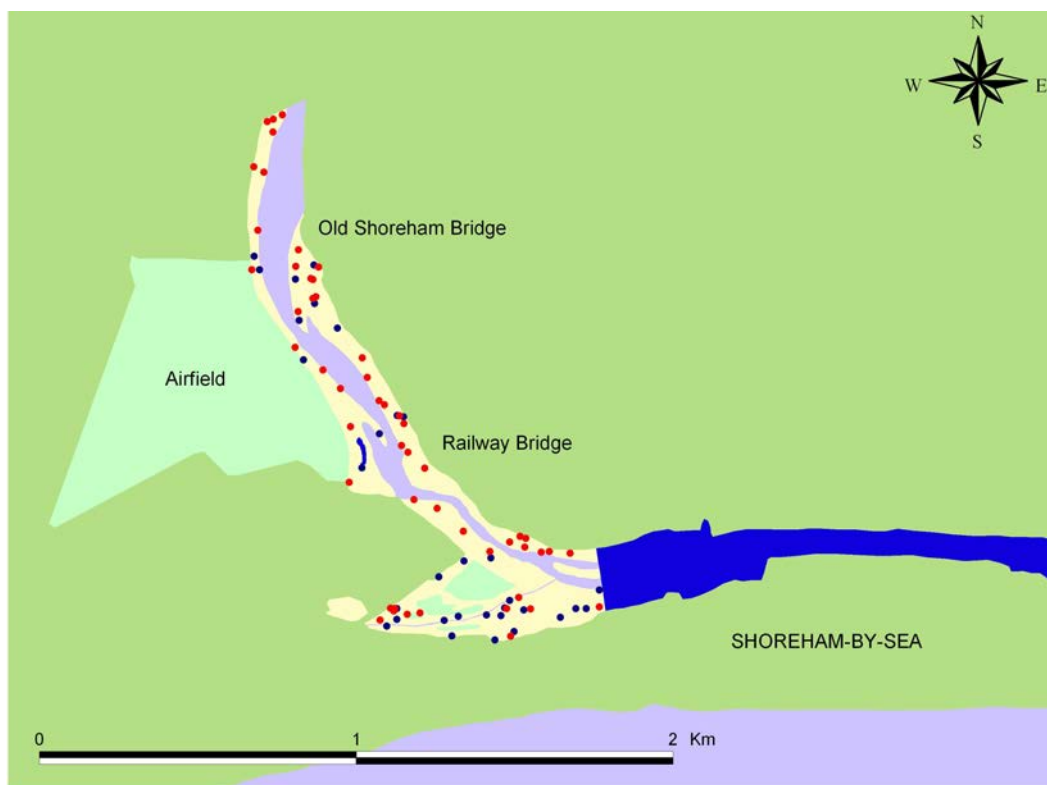 N
W E
S
Old Shoreham Bridge
Airfield
Railway Bridge
SHOREHAM-BY-SEA
0 1 2 Km